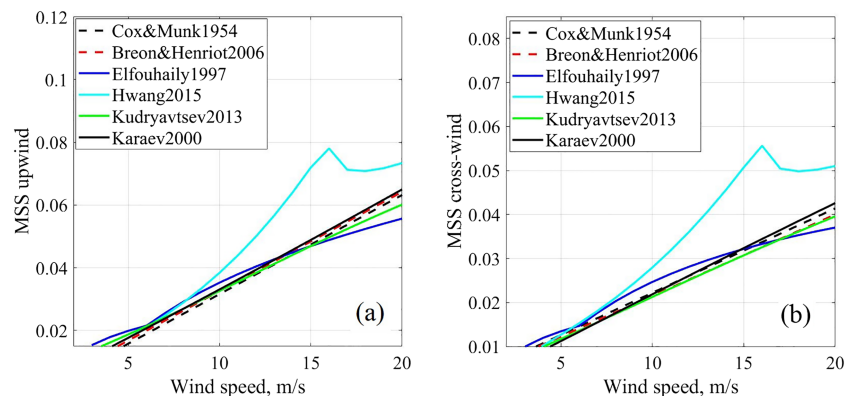 0.12
0.1
0.08
0.06
0.04
0.02
MSS upwind
Cox&Munk1954
Breon&Henriot2006
Elfouhaily1997
Hwang2015
Kudryavtsev2013
Karaev2000
(a)
5
10
15
20
Wind speed, m/s
0.08
0.07
0.06
0.05
0.04
0.03
0.02
0.01
MSS cross-wind
Cox&Munk1954
Breon&Henriot2006
Elfouhaily1997
Hwang2015
Kudryavtsev2013
Karaev2000
(b)
5
10
15
20
Wind speed, m/s